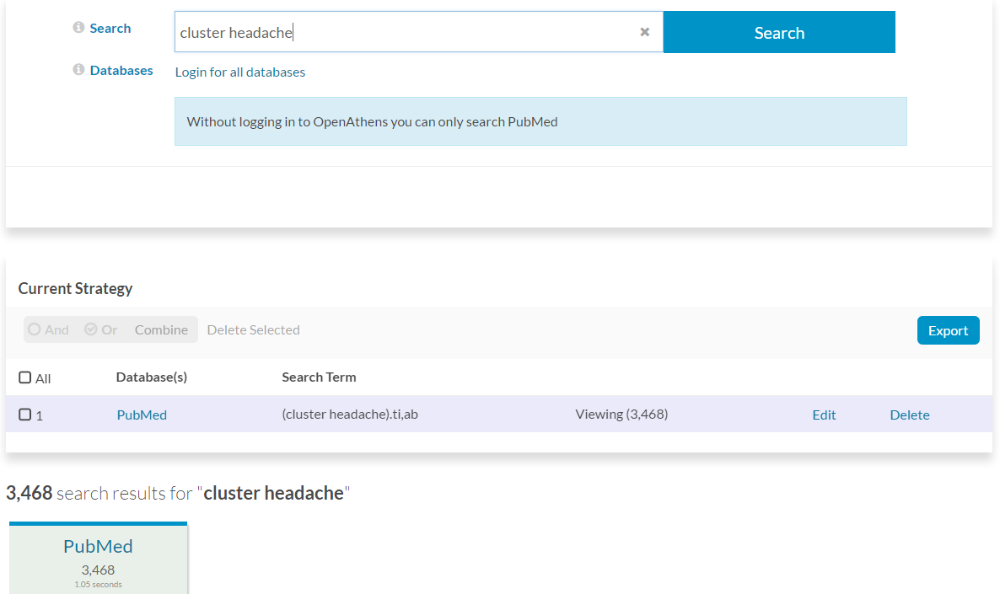 Search
cluster headache
Search
Databases
Login for all databases
Without logging in to OpenAthens you can only search PubMed
Current Strategy
And Or Combine Delete Selected
Export
All Database(s) Search Term
1 PubMed (cluster headache).ti,ab Viewing (3,468) Edit Delete
3,468 search results for "cluster headache"
PubMed
3,468
1.05 seconds